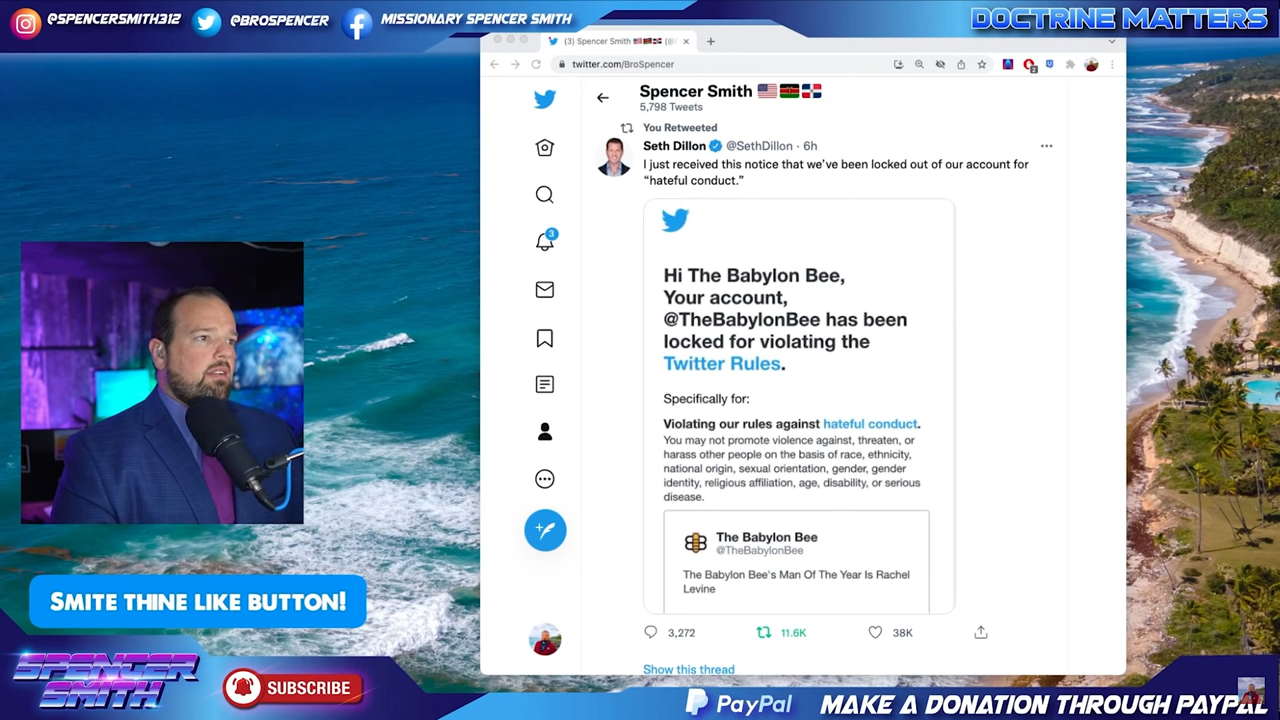 @SPENCERSMITH312
@BROSPENCER
MISSIONARY SPENCER SMITH
DOCTRINE MATTERS
(3) Spencer Smith
twitter.com/BroSpencer
2
Spencer Smith
5,798 Tweets
You Retweeted
Seth Dillon @SethDillon · 6h
I just received this notice that we've been locked out of our account for
“hateful conduct.”
3
Hi The Babylon Bee,
Your account,
@TheBabylonBee has been
locked for violating the
Twitter Rules.
Specifically for:
Violating our rules against hateful conduct.
You may not promote violence against, threaten, or
harass other people on the basis of race, ethnicity,
national origin, sexual orientation, gender, gender
identity, religious affiliation, age, disability, or serious
disease.
The Babylon Bee
@TheBabylonBee
The Babylon Bee's Man Of The Year Is Rachel
Levine
3,272 11.6K 38K
Show this thread
SMITE THINE LIKE BUTTON!
SPENCER
SMITH
SUBSCRIBE
PayPal
MAKE A DONATION THROUGH PAYPAL